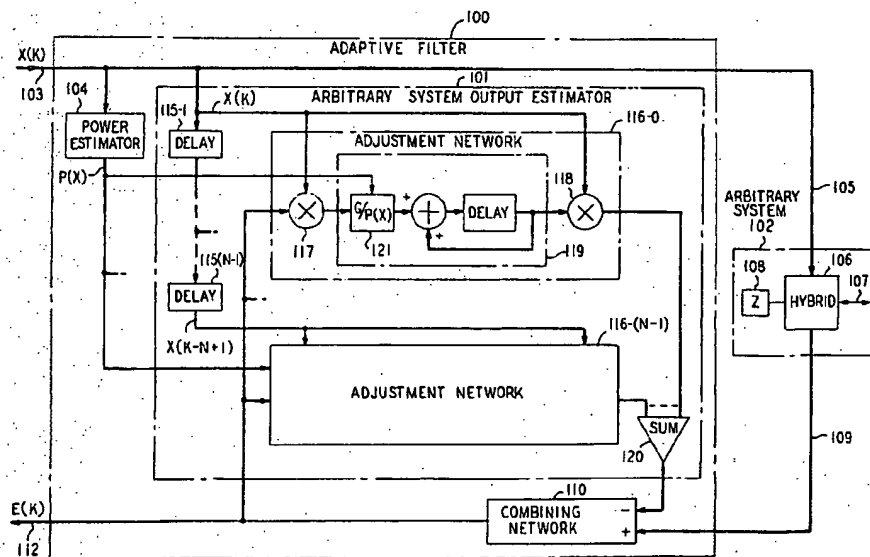 100
ADAPTIVE FILTER
X(K)
103
104
POWER
ESTIMATOR
P(X)
101
ARBITRARY SYSTEM OUTPUT ESTIMATOR
X(K)
115-1
DELAY
116-0
ADJUSTMENT NETWORK
117
G/P(X)
121
+
+
DELAY
118
119
105
ARBITRARY
SYSTEM
102
108
Z
106
HYBRID
107
115(N-1)
DELAY
X(K-N+1)
116-(N-1)
ADJUSTMENT NETWORK
SUM
120
109
110
COMBINING
NETWORK
-
+
E(K)
112